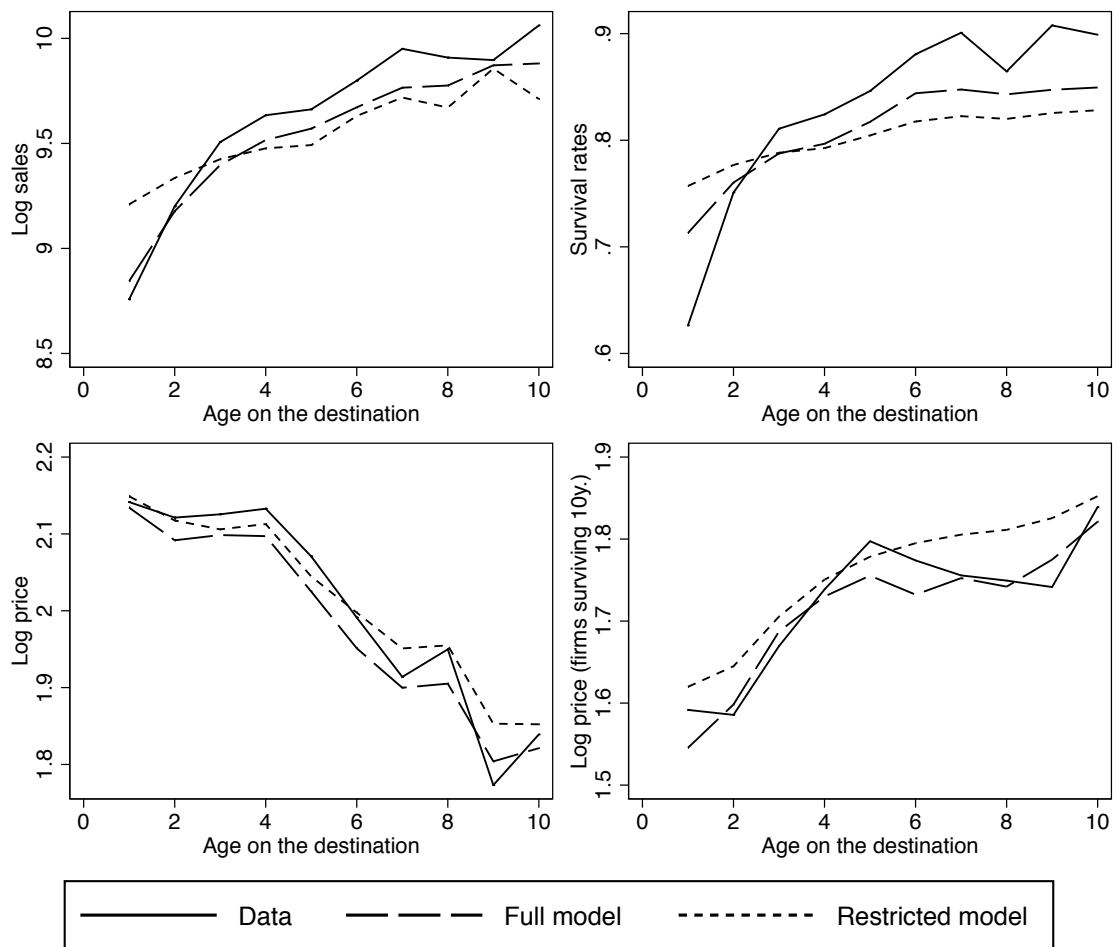 Log sales
10
9.5
9
8.5
0 2 4 6 8 10
Age on the destination
Survival rates
.9
.8
.7
.6
0 2 4 6 8 10
Age on the destination
Log price
2.2
2.1
2
1.9
1.8
0 2 4 6 8 10
Age on the destination
Log price (firms surviving 10y.)
1.9
1.8
1.7
1.6
1.5
0 2 4 6 8 10
Age on the destination
Data Full model Restricted model